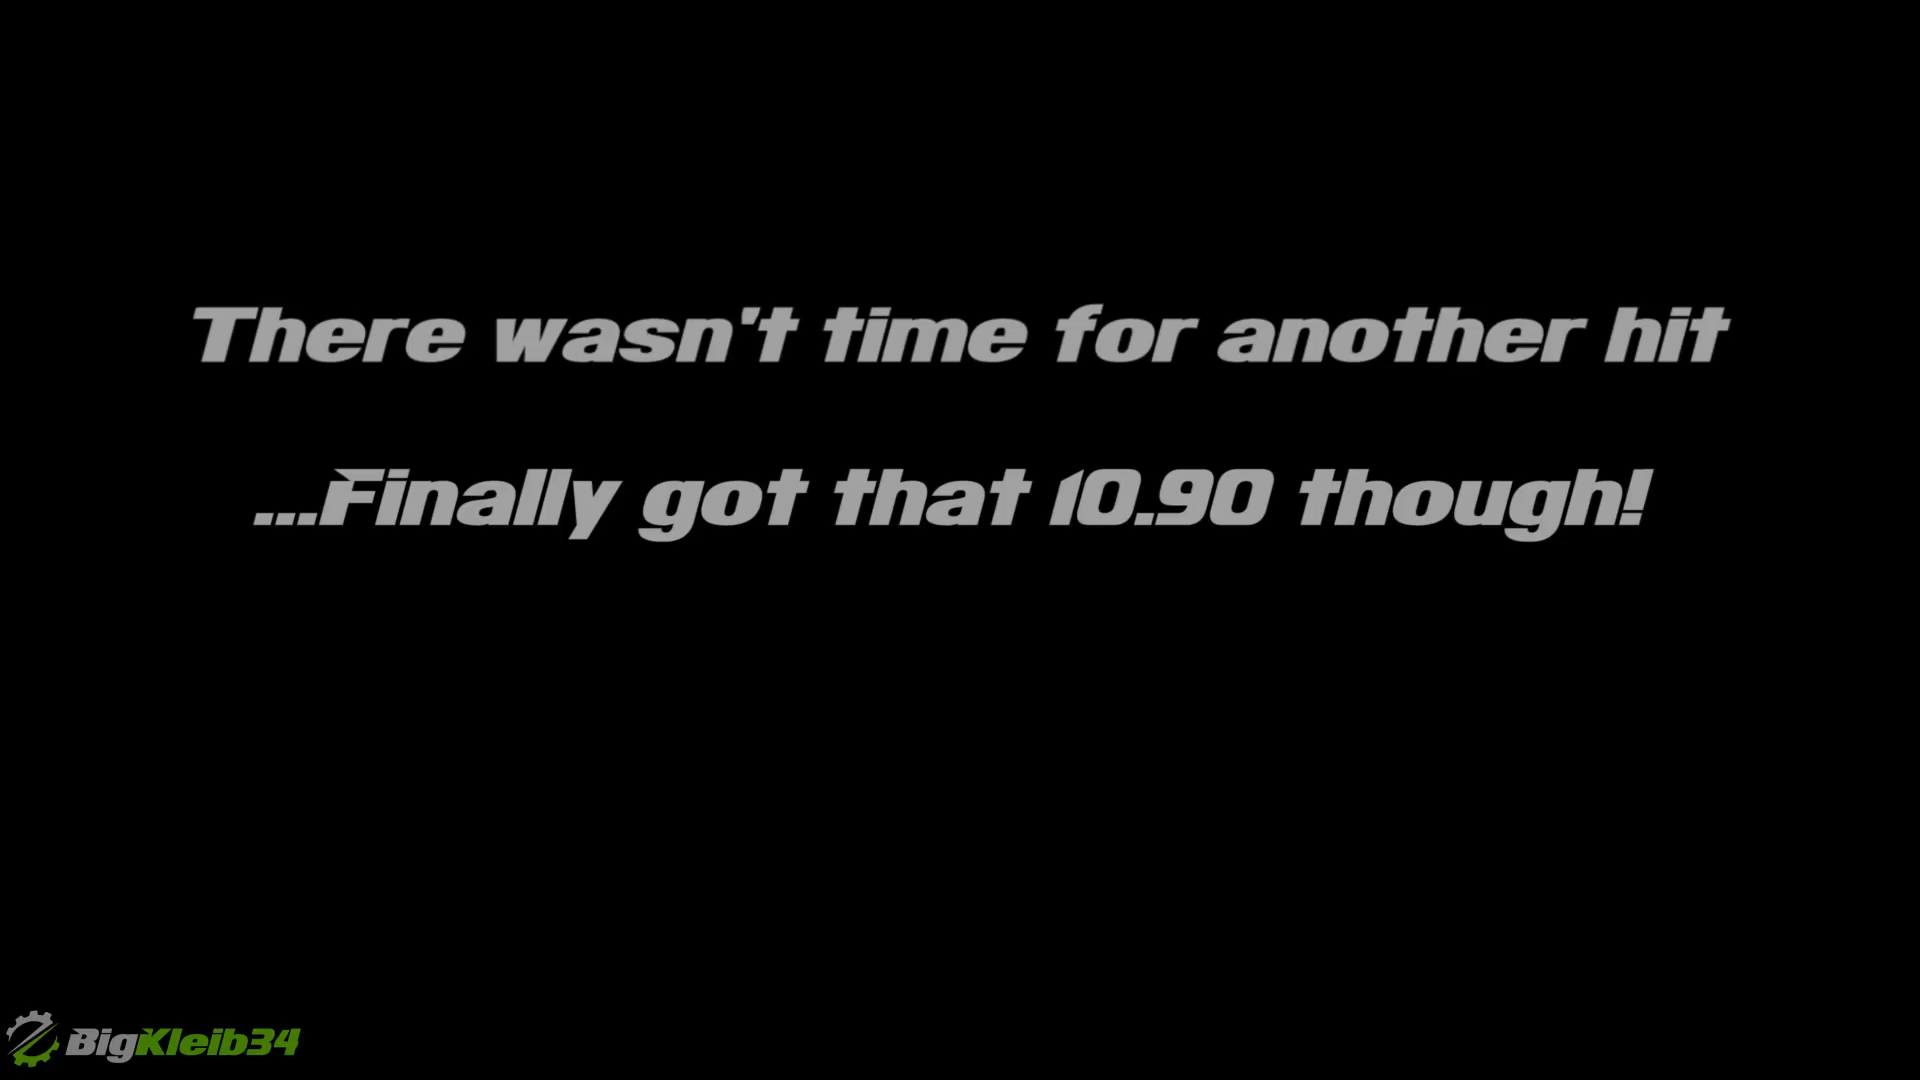 There wasn't time for another hit
...Finally got that 10.90 though!
BigKleib34